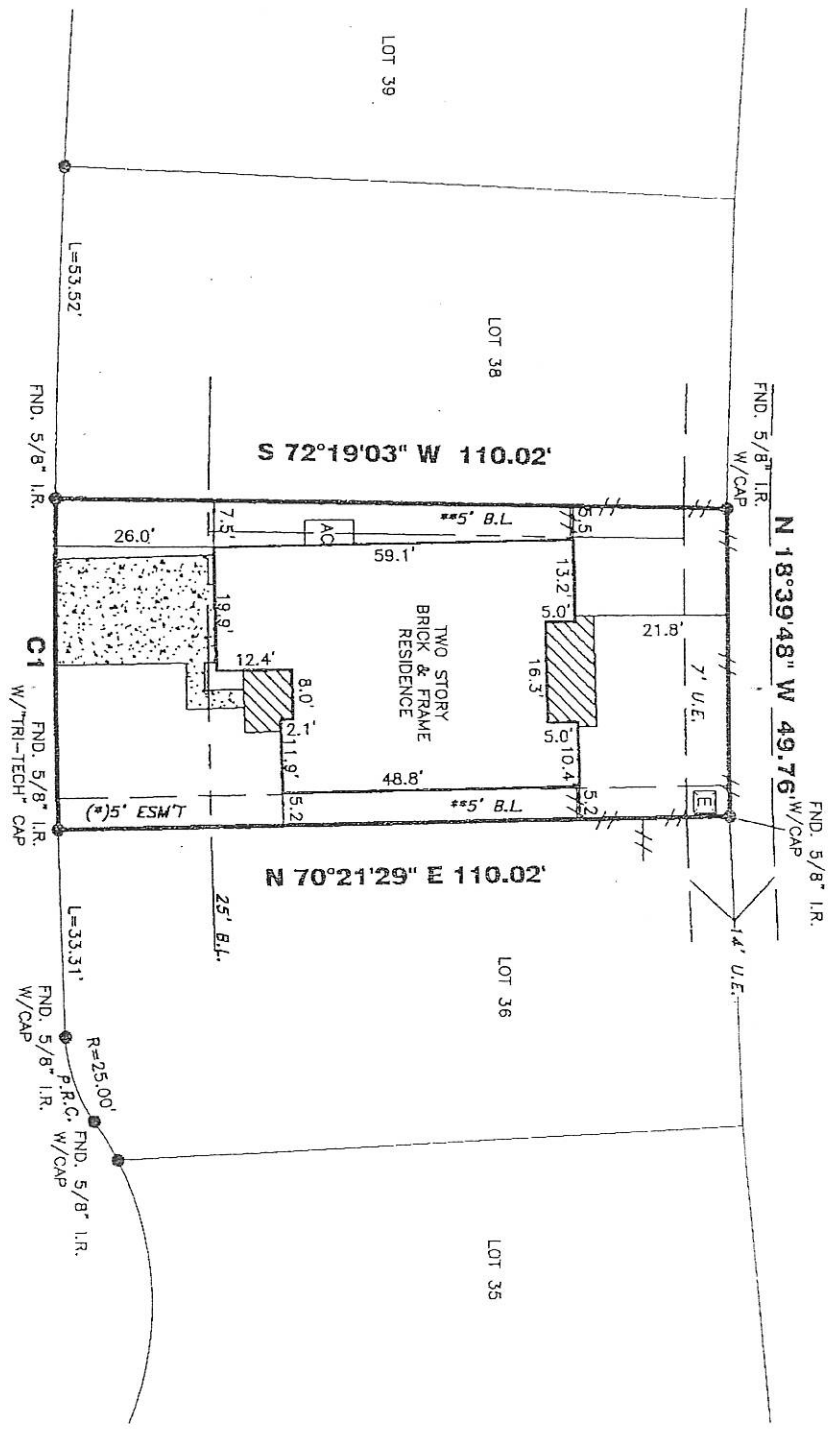 LOT 39
L=53.52'
LOT 38
FND. 5/8" I.R.
FND. 5/8" I.R.
W/CAP
S 72°19'03" W 110.02'
N 18°39'48" W 49.76'
FND. 5/8" I.R.
W/CAP
7.5'
**5' B.L.
5.5'
26.0'
AC
59.1'
13.2'
5.0'
21.8'
19.9'
TWO STORY
BRICK & FRAME
RESIDENCE
16.3'
7' U.E.
12.4'
8.0'
2.1'
11.9'
5.0'
10.4'
48.8'
C1
FND. 5/8" I.R.
W/"TRI-TECH" CAP
(*)5' ESM'T
5.2'
**5' B.L.
5.2'
E
N 70°21'29" E 110.02'
25' B.L.
14' U.E.
L=33.31'
LOT 36
FND. 5/8" I.R.
W/CAP
R=25.00'
P.R.C. FND. 5/8" I.R.
W/CAP
LOT 35